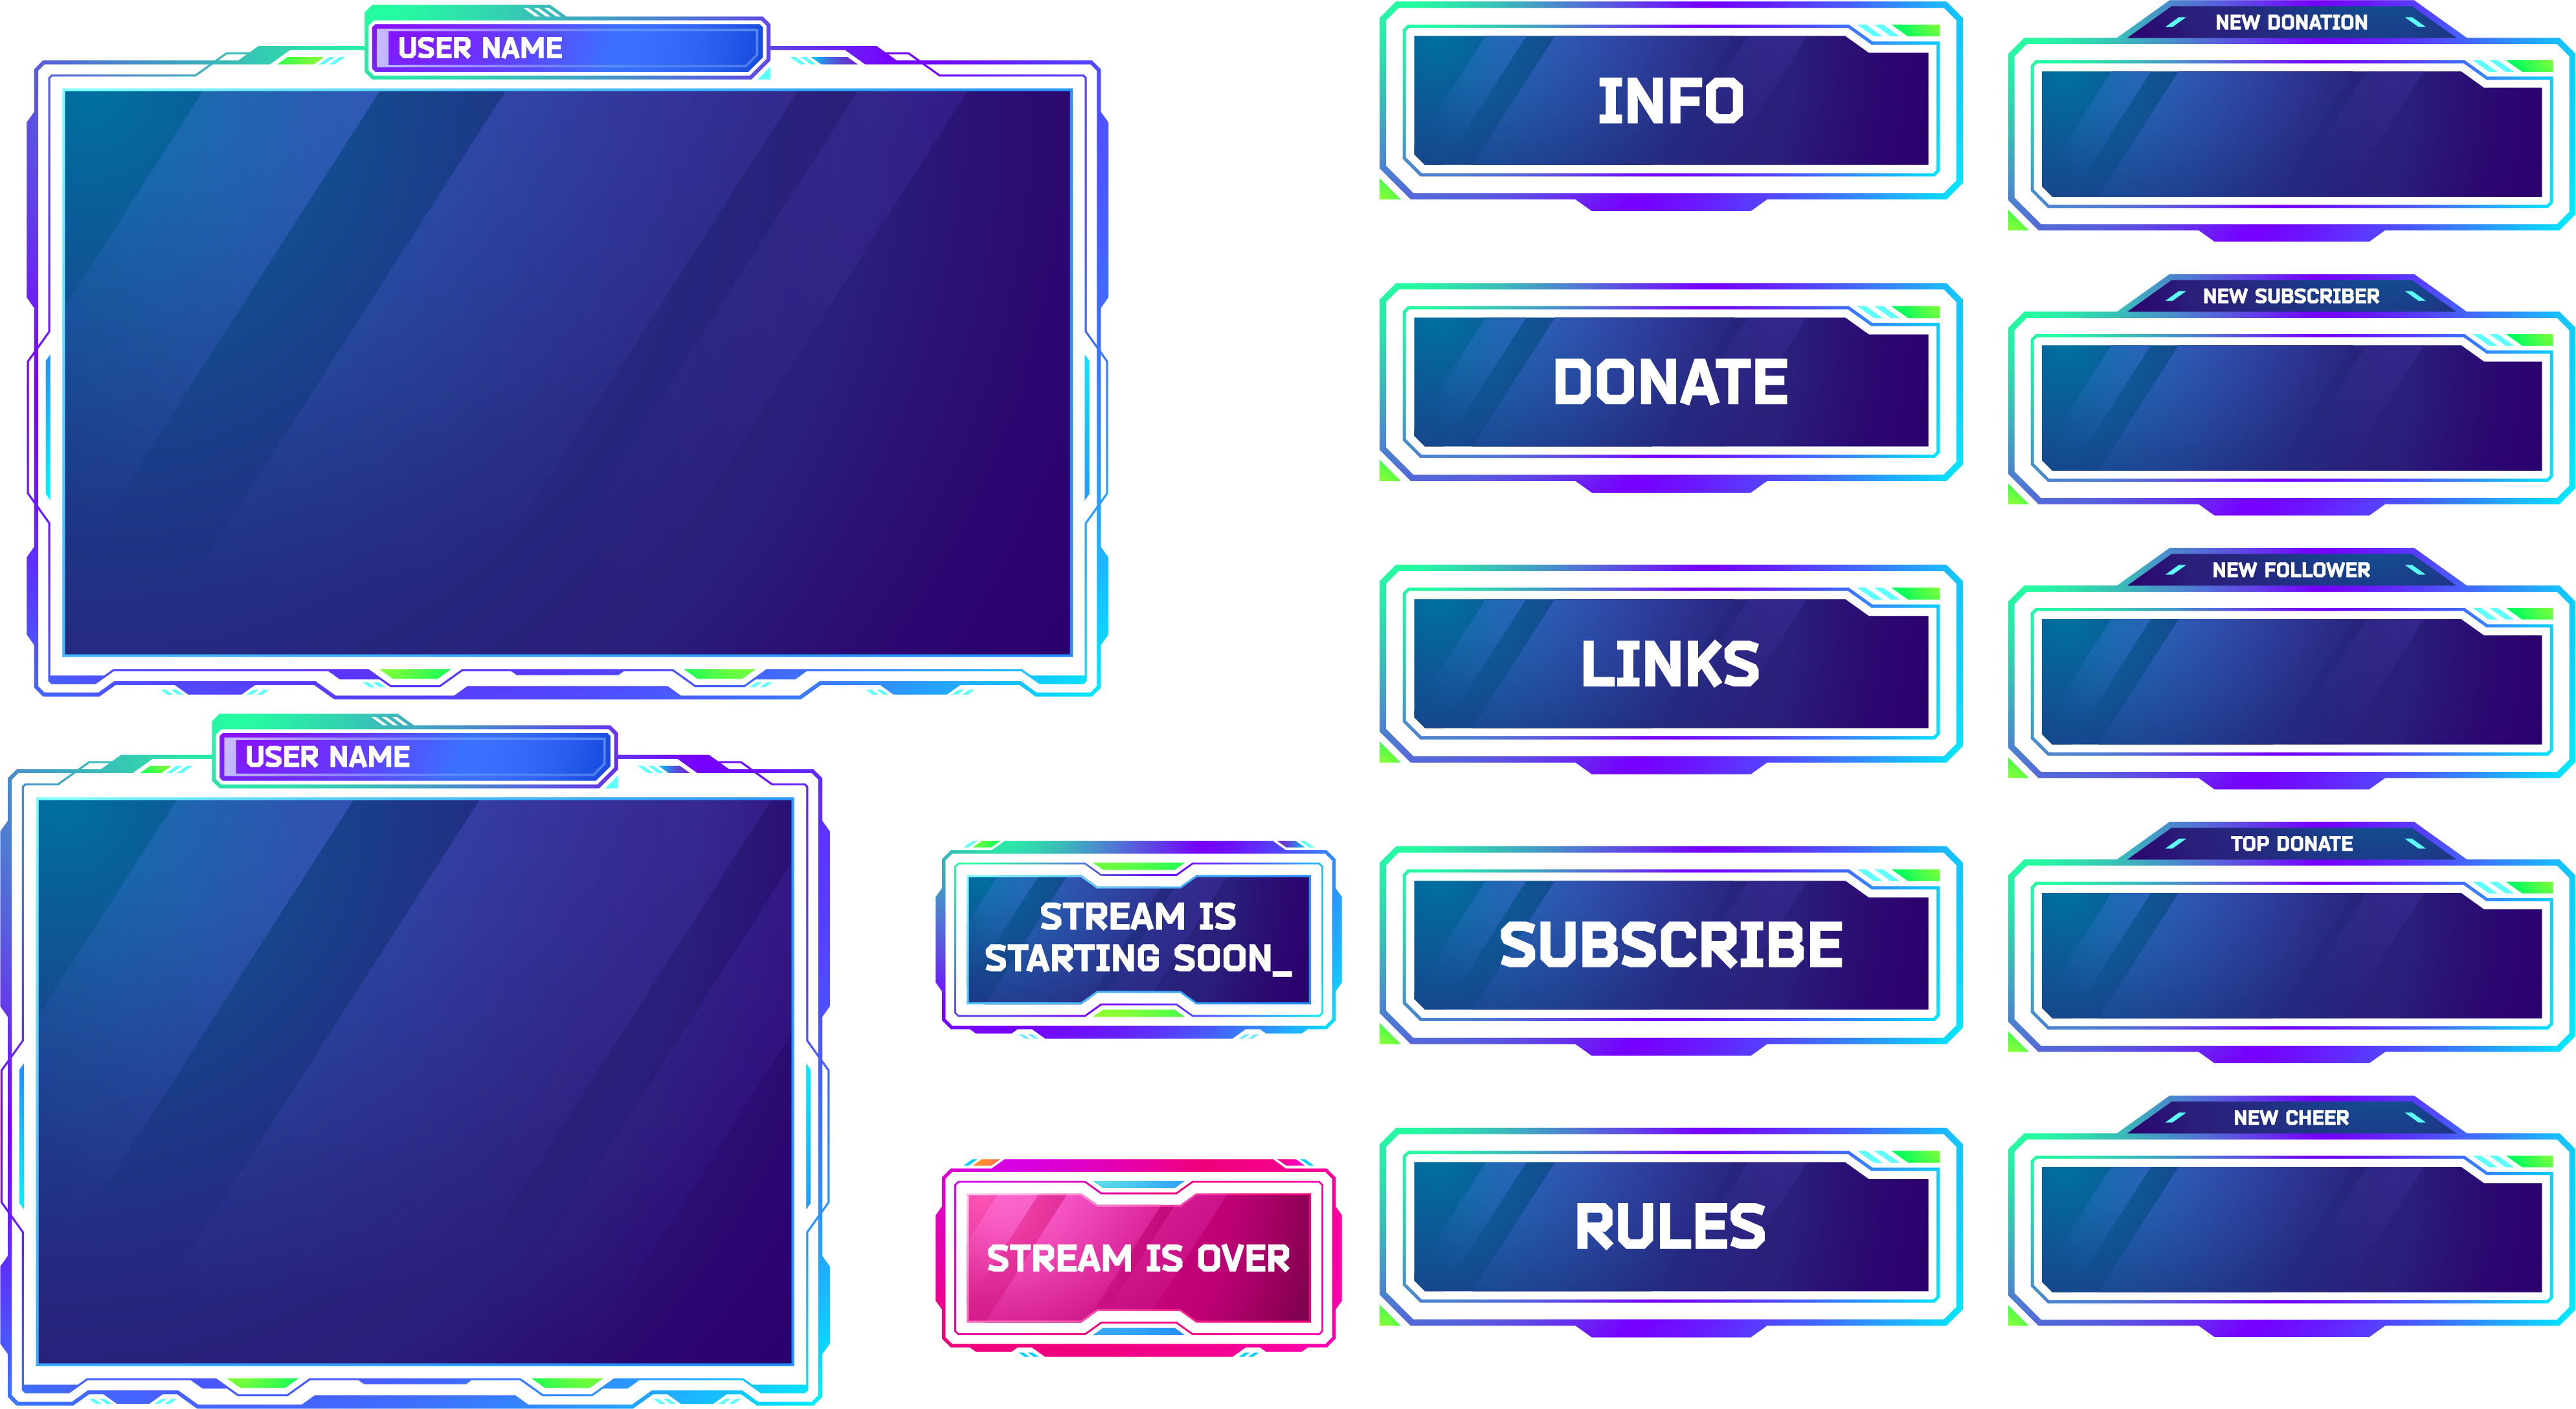 USER NAME
USER NAME
STREAM IS
STARTING SOON_
STREAM IS OVER
INFO
DONATE
LINKS
SUBSCRIBE
RULES
NEW DONATION
NEW SUBSCRIBER
NEW FOLLOWER
TOP DONATE
NEW CHEER